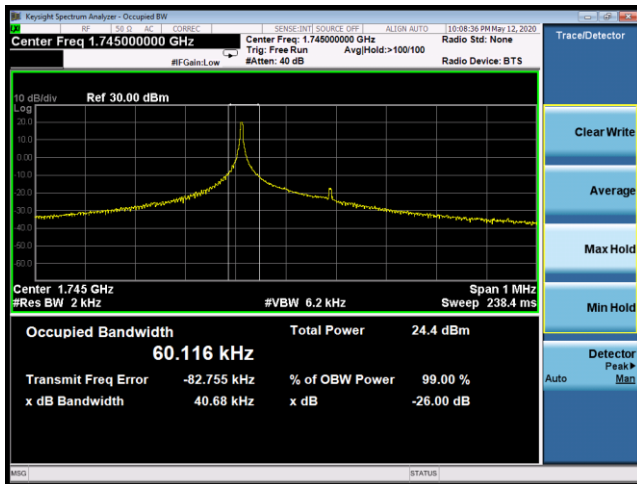 Keysight Spectrum Analyzer - Occupied BW
RF 50 Ω AC CORREC SENSE:INT SOURCE OFF ALIGN AUTO 10:08:36 PM May 12, 2020
Center Freq 1.745000000 GHz
Center Freq: 1.745000000 GHz
Radio Std: None
Trig: Free Run Avg|Hold:>100/100
#IFGain:Low #Atten: 40 dB Radio Device: BTS
Trace/Detector
10 dB/div Ref 30.00 dBm
Log
20.0
10.0
0.00
-10.0
-20.0
-30.0
-40.0
-50.0
-60.0
Center 1.745 GHz Span 1 MHz
#Res BW 2 kHz #VBW 6.2 kHz Sweep 238.4 ms
Occupied Bandwidth Total Power 24.4 dBm
60.116 kHz
Transmit Freq Error -82.755 kHz % of OBW Power 99.00 %
x dB Bandwidth 40.68 kHz x dB -26.00 dB
Clear Write
Average
Max Hold
Min Hold
Detector
Peak▶
Auto Man
MSG STATUS